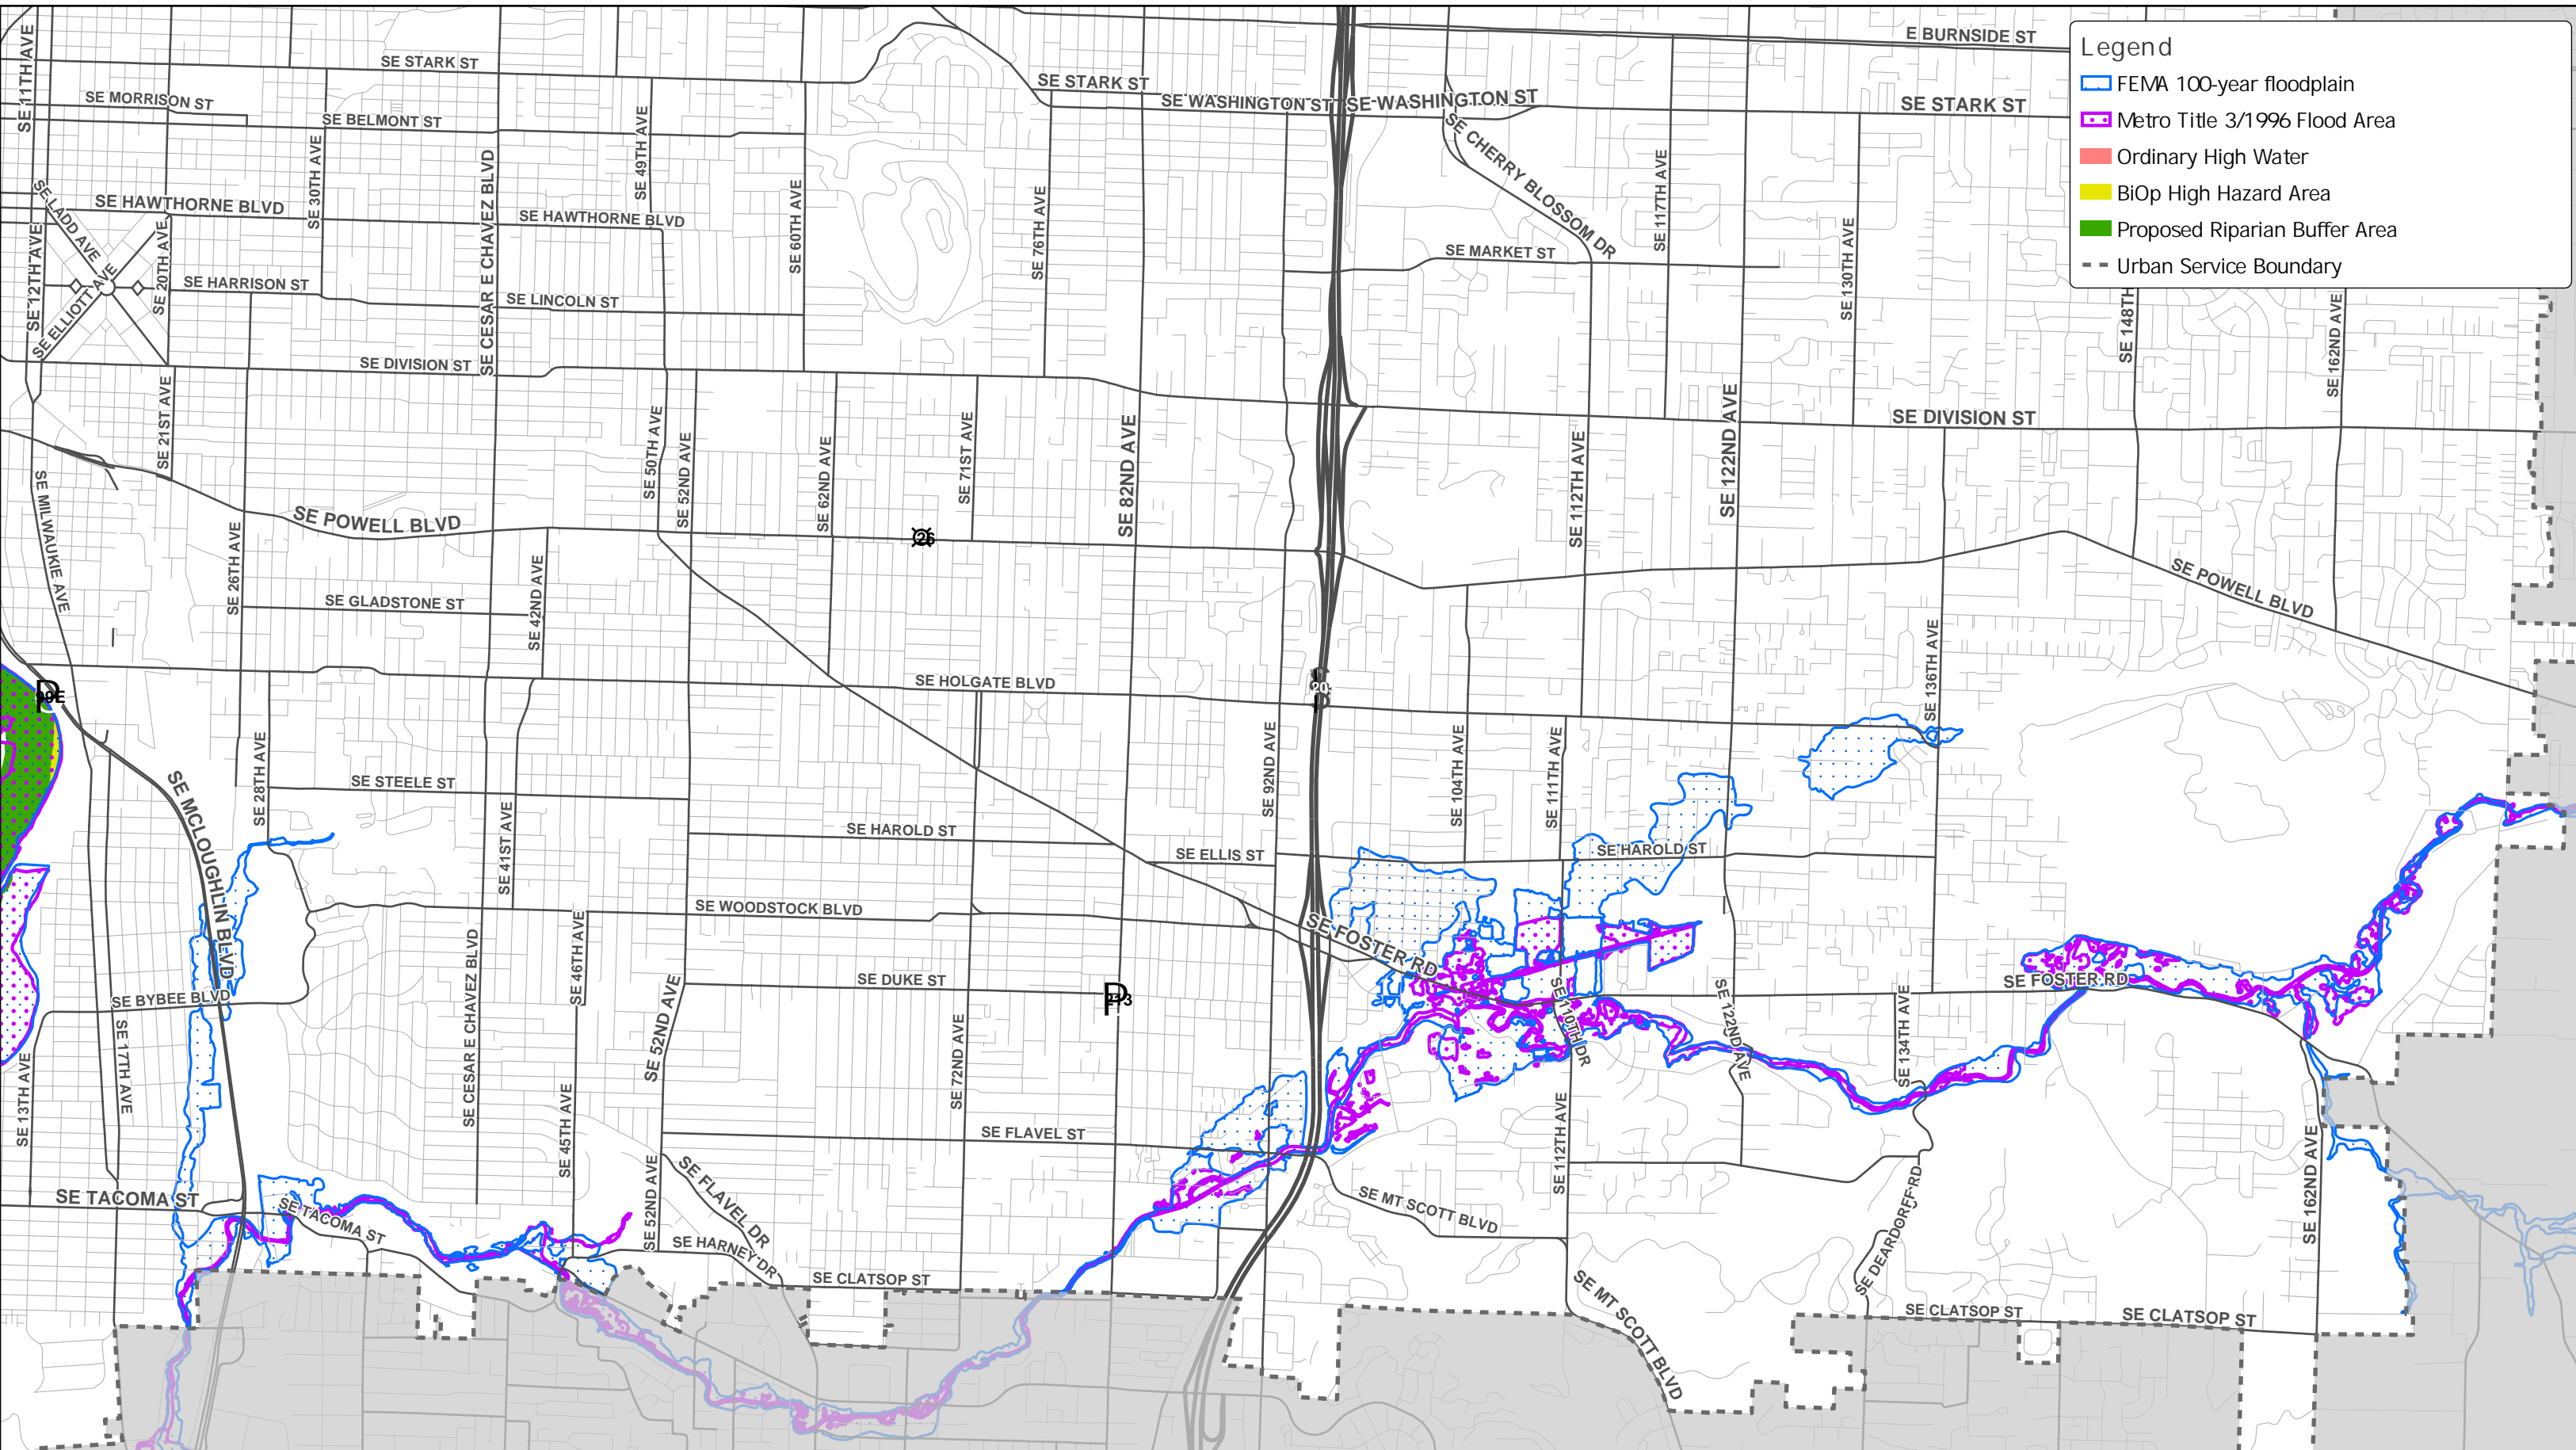 Legend
FEMA 100-year floodplain
Metro Title 3/1996 Flood Area
Ordinary High Water
BiOp High Hazard Area
Proposed Riparian Buffer Area
Urban Service Boundary
E BURNSIDE ST
SE STARK ST
SE STARK ST
SE WASHINGTON ST
SE WASHINGTON ST
SE STARK ST
SE 11TH AVE
SE MORRISON ST
SE BELMONT ST
SE 30TH AVE
SE 49TH AVE
SE CHERRY BLOSSOM DR
SE 117TH AVE
SE LADD AVE
SE HAWTHORNE BLVD
SE HAWTHORNE BLVD
SE CESAR E CHAVEZ BLVD
SE 60TH AVE
SE 76TH AVE
SE MARKET ST
SE 130TH AVE
SE 12TH AVE
SE ELLIOTT AVE
SE 20TH AVE
SE HARRISON ST
SE LINCOLN ST
SE 148TH
SE 162ND AVE
SE DIVISION ST
SE DIVISION ST
SE 21ST AVE
SE 50TH AVE
SE 52ND AVE
SE 62ND AVE
SE 71ST AVE
SE 82ND AVE
SE 112TH AVE
SE 122ND AVE
SE MILWAUKIE AVE
SE POWELL BLVD
26
SE POWELL BLVD
SE 26TH AVE
SE GLADSTONE ST
SE 42ND AVE
SE 136TH AVE
SE HOLGATE BLVD
99E
SE 28TH AVE
SE STEELE ST
SE 92ND AVE
SE 104TH AVE
SE 111TH AVE
SE MCLOUGHLIN BLVD
SE 41ST AVE
SE HAROLD ST
SE ELLIS ST
SE HAROLD ST
SE WOODSTOCK BLVD
SE FOSTER RD
SE 46TH AVE
SE CESAR E CHAVEZ BLVD
SE DUKE ST
213
SE FOSTER RD
SE BYBEE BLVD
SE 52ND AVE
SE 110TH DR
SE 122ND AVE
SE 134TH AVE
SE 13TH AVE
SE 17TH AVE
SE 72ND AVE
SE 45TH AVE
SE FLAVEL ST
SE 112TH AVE
SE 162ND AVE
SE TACOMA ST
SE TACOMA ST
SE 52ND AVE
SE FLAVEL DR
SE HARNEY DR
SE MT SCOTT BLVD
SE DEARDORFF RD
SE CLATSOP ST
SE MT SCOTT BLVD
SE CLATSOP ST
SE CLATSOP ST